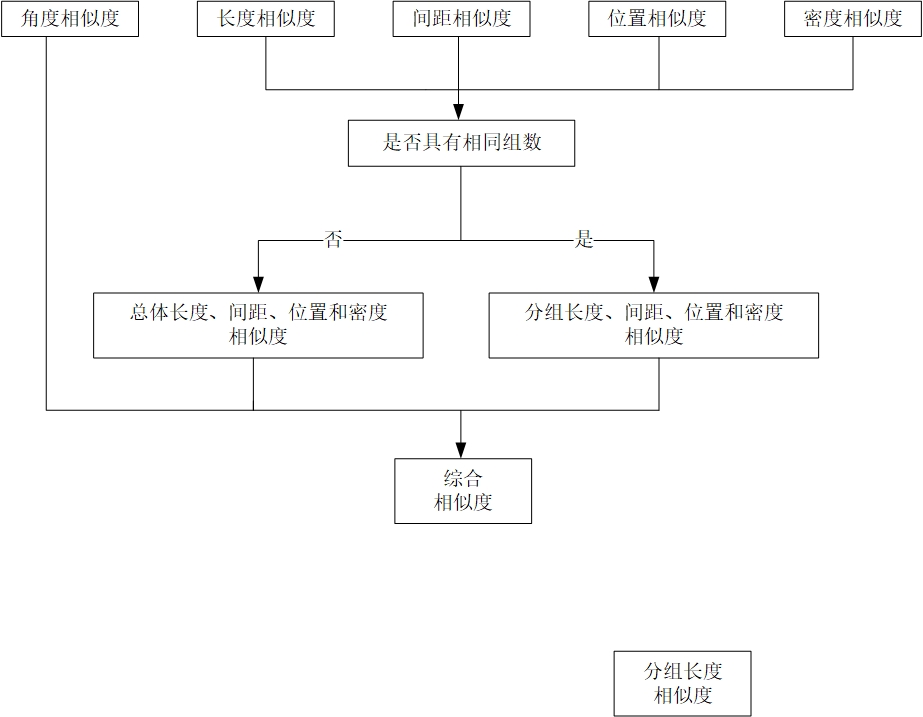 角度相似度
长度相似度
间距相似度
位置相似度
密度相似度
是否具有相同组数
否
是
总体长度、间距、位置和密度
相似度
分组长度、间距、位置和密度
相似度
综合
相似度
分组长度
相似度